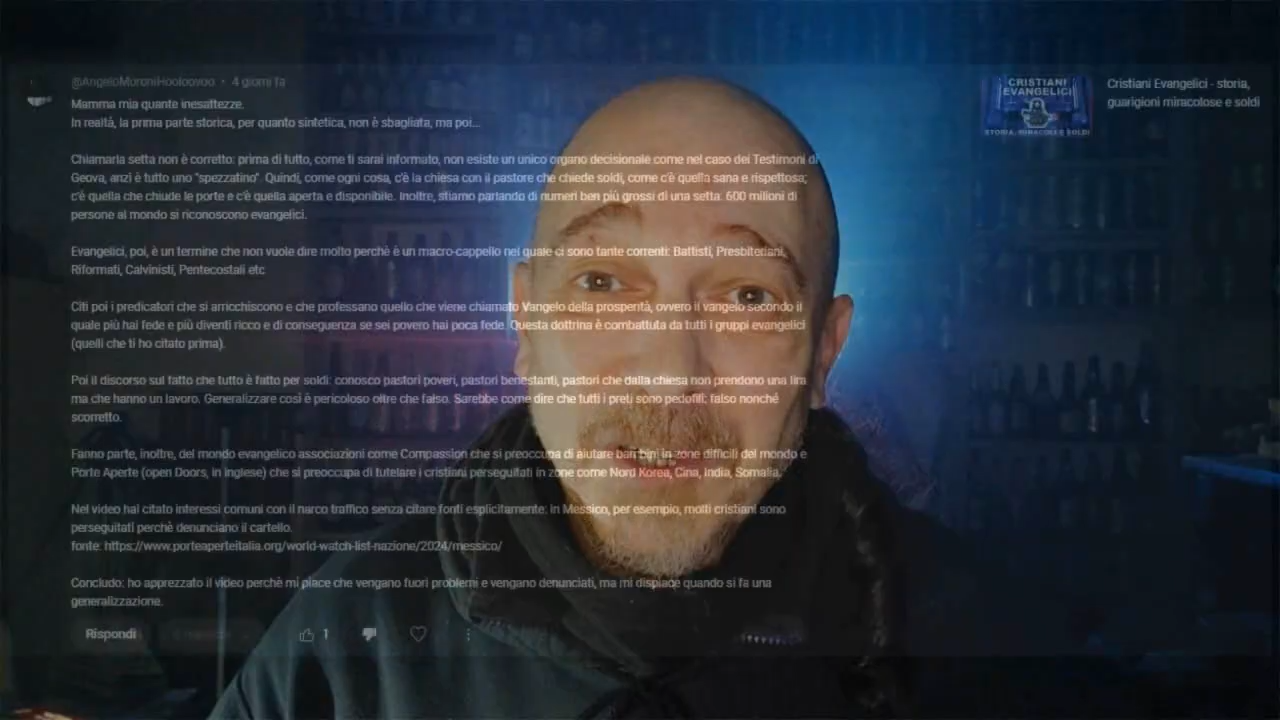 @AngeloMoroniHooloovoo • 4 giorni fa
Mamma mia quante inesattezze.
In realtà, la prima parte storica, per quanto sintetica, non è sbagliata, ma poi...
Chiamarla setta non è corretto: prima di tutto, come ti sarai informato, non esiste un unico organo decisionale come nel caso dei Testimoni di
Geova, anzi è tutto uno "spezzatino". Quindi, come ogni cosa, c'è la chiesa con il pastore che chiede soldi, come c'è quella sana e rispettosa;
c'è quella che chiude le porte e c'è quella aperta e disponibile. Inoltre, stiamo parlando di numeri ben più grossi di una setta: 600 milioni di
persone al mondo si riconoscono evangelici.
Evangelici, poi, è un termine che non vuole dire molto perchè è un macro-cappello nel quale ci sono tante correnti: Battisti, Presbiteriani,
Riformati, Calvinisti, Pentecostali etc
Citi poi i predicatori che si arricchiscono e che professano quello che viene chiamato Vangelo della prosperità, ovvero il vangelo secondo il
quale più hai fede e più diventi ricco e di conseguenza se sei povero hai poca fede. Questa dottrina è combattuta da tutti i gruppi evangelici
(quelli che ti ho citato prima).
Poi il discorso sul fatto che tutto è fatto per soldi: conosco pastori poveri, pastori benestanti, pastori che dalla chiesa non prendono una lira
ma che hanno un lavoro. Generalizzare così è pericoloso oltre che falso. Sarebbe come dire che tutti i preti sono pedofili: falso nonché
scorretto.
Fanno parte, inoltre, del mondo evangelico associazioni come Compassion che si preoccupa di aiutare bambini in zone difficili del mondo e
Porte Aperte (open Doors, in inglese) che si preoccupa di tutelare i cristiani perseguitati in zone come Nord Korea, Cina, India, Somalia,
Nel video hai citato interessi comuni con il narco traffico senza citare fonti esplicitamente: in Messico, per esempio, molti cristiani sono
perseguitati perchè denunciano il cartello.
fonte: https://www.porteaperteitalia.org/world-watch-list-nazione/2024/messico/
Concludo: ho apprezzato il video perchè mi piace che vengano fuori problemi e vengano denunciati, ma mi dispiace quando si fa una
generalizzazione.
Rispondi
1
CRISTIANI
EVANGELICI
STORIA, MIRACOLI E SOLDI
Cristiani Evangelici - storia,
guarigioni miracolose e soldi